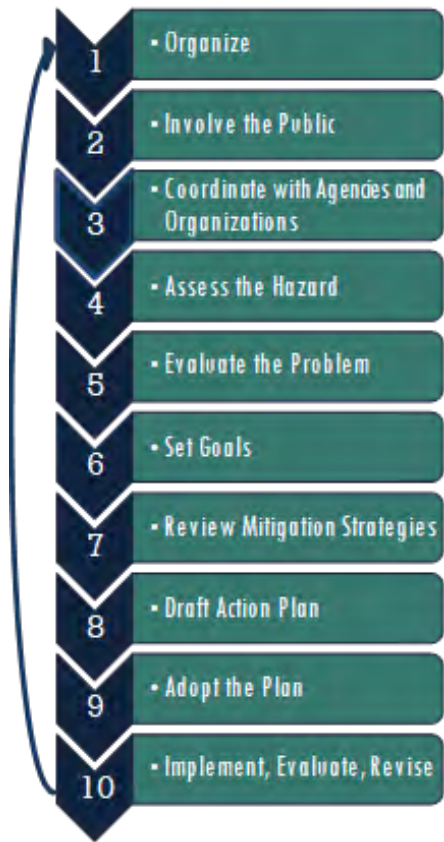 1
▪ Organize
2
▪ Involve the Public
3
▪ Coordinate with Agencies and
Organizations
4
▪ Assess the Hazard
5
▪ Evaluate the Problem
6
▪ Set Goals
7
▪ Review Mitigation Strategies
8
▪ Draft Action Plan
9
▪ Adopt the Plan
10
▪ Implement, Evaluate, Revise